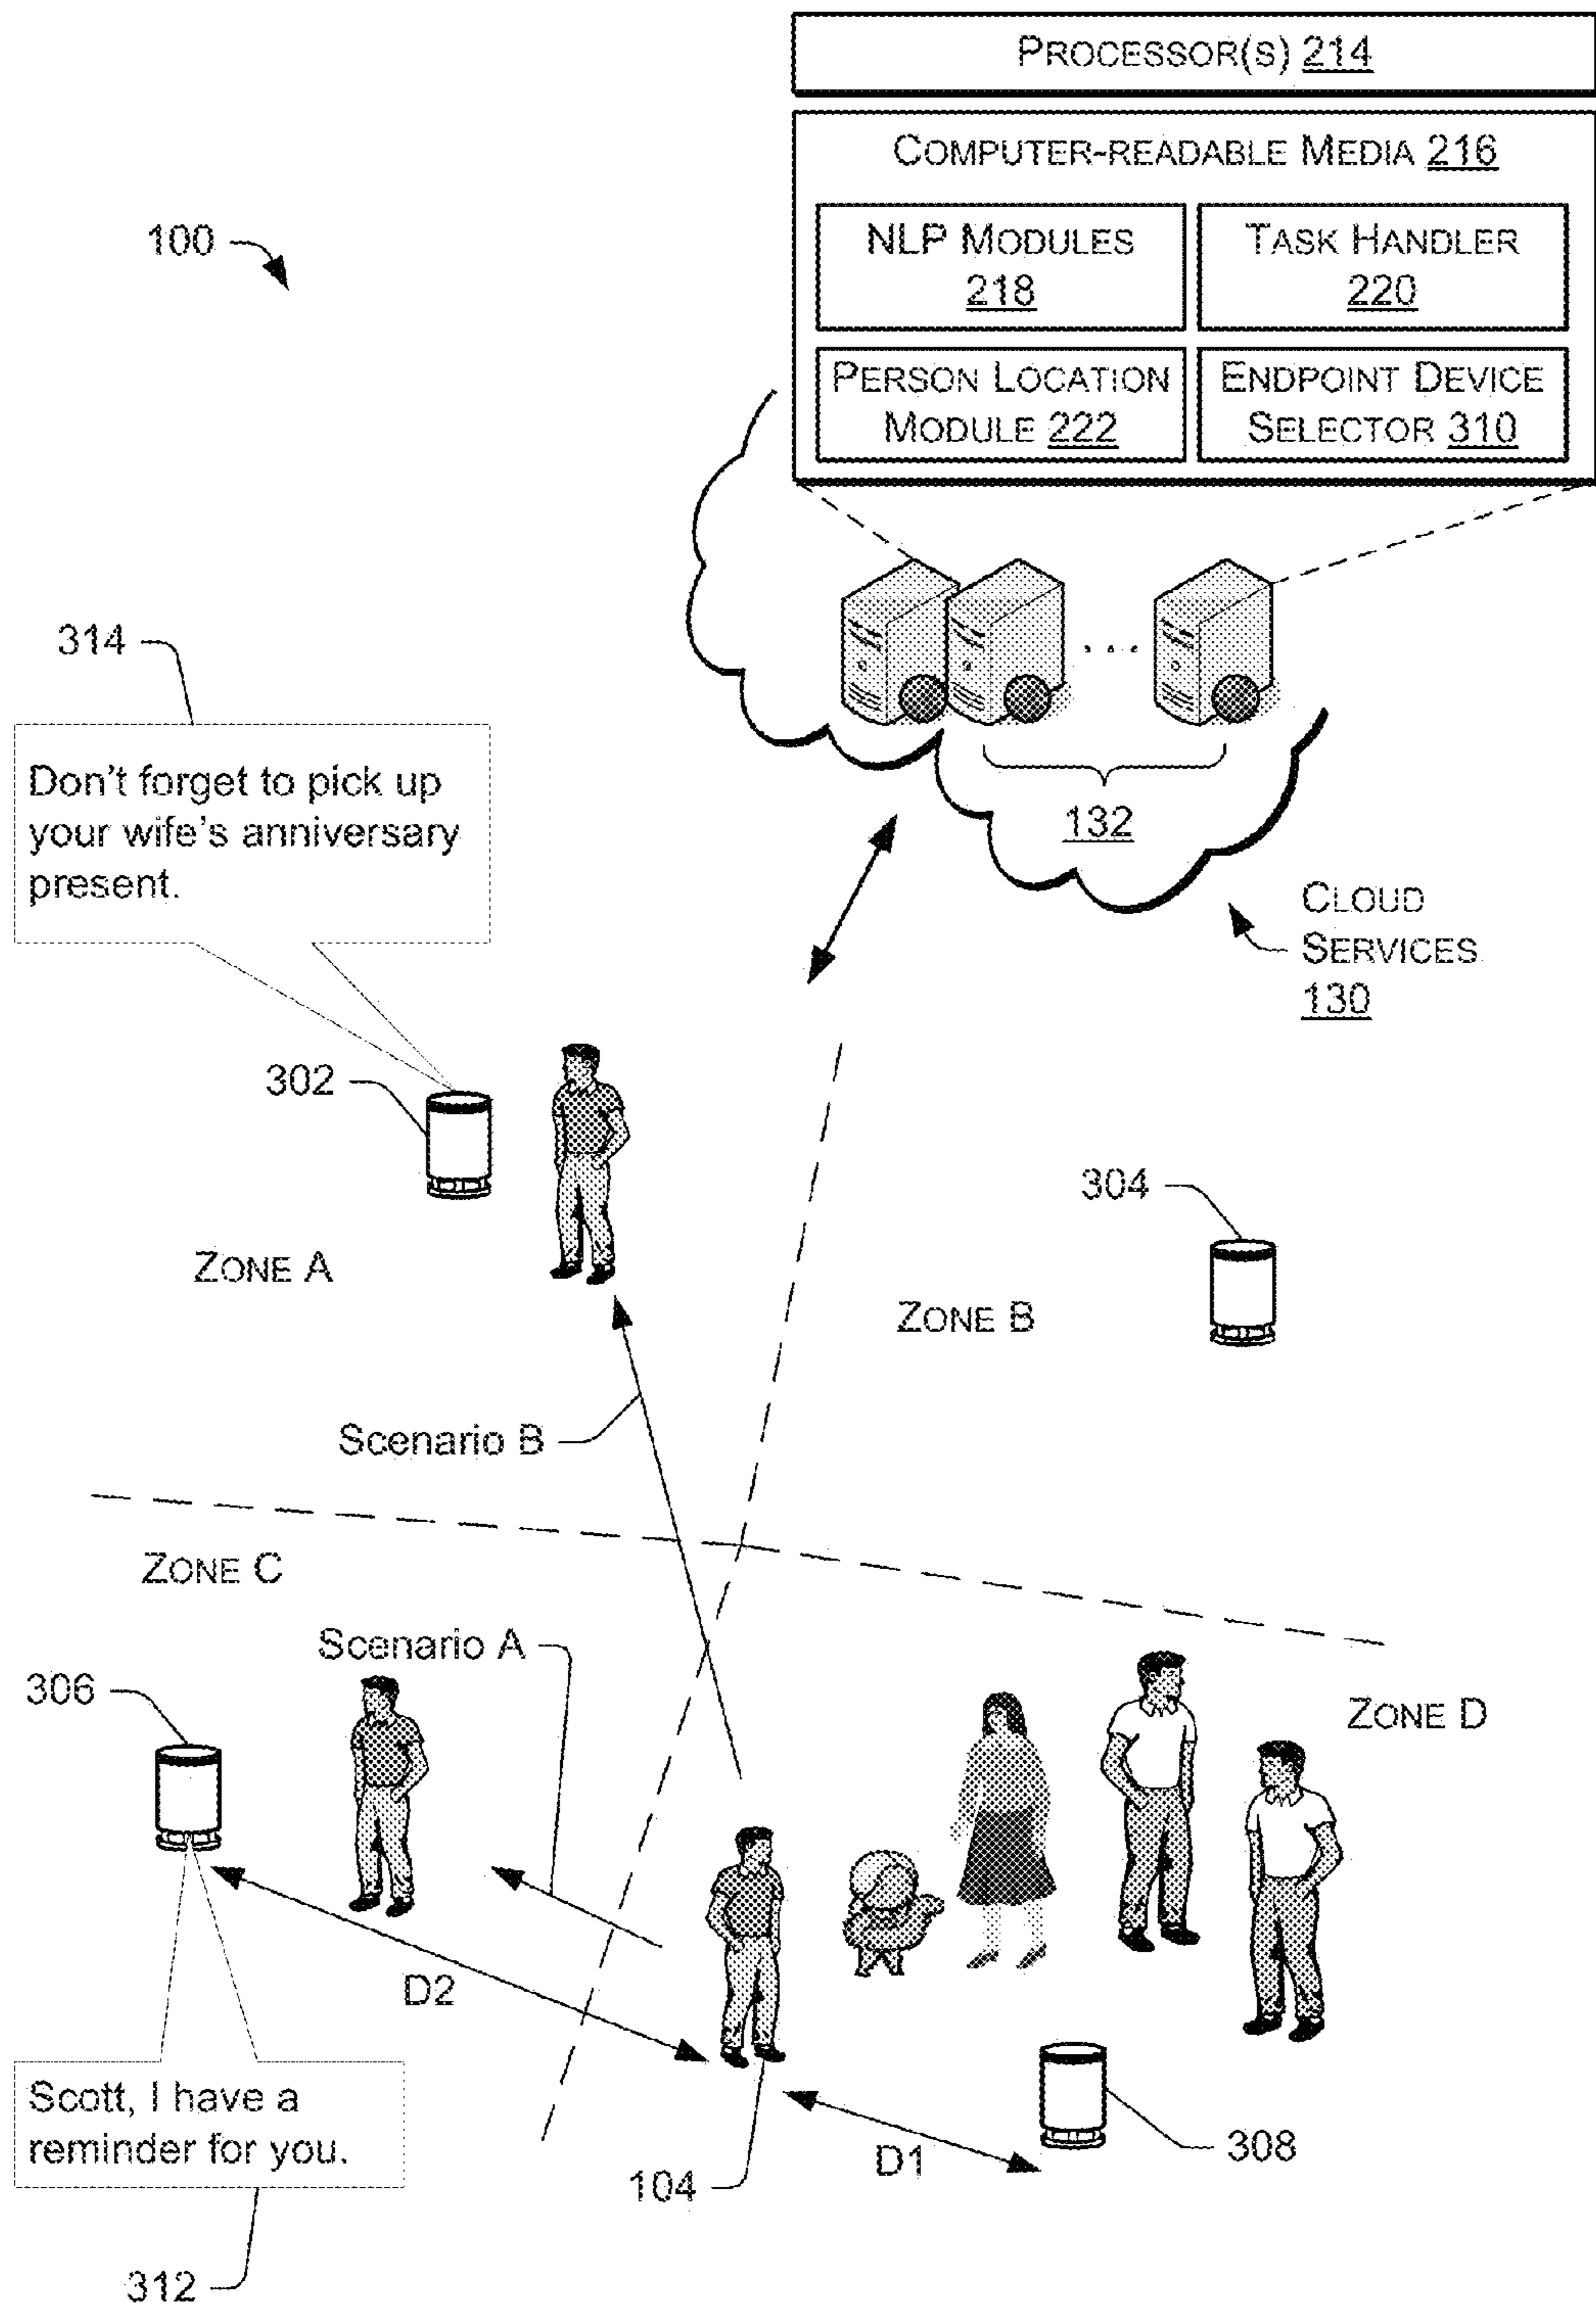 PROCESSOR(S) 214
COMPUTER-READABLE MEDIA 216
NLP MODULES
218
TASK HANDLER
220
PERSON LOCATION
MODULE 222
ENDPOINT DEVICE
SELECTOR 310
100
314
Don't forget to pick up
your wife's anniversary
present.
...
132
CLOUD
SERVICES
130
302
304
ZONE A
ZONE B
Scenario B
ZONE C
Scenario A
306
ZONE D
D2
Scott, I have a
reminder for you.
D1
308
104
312